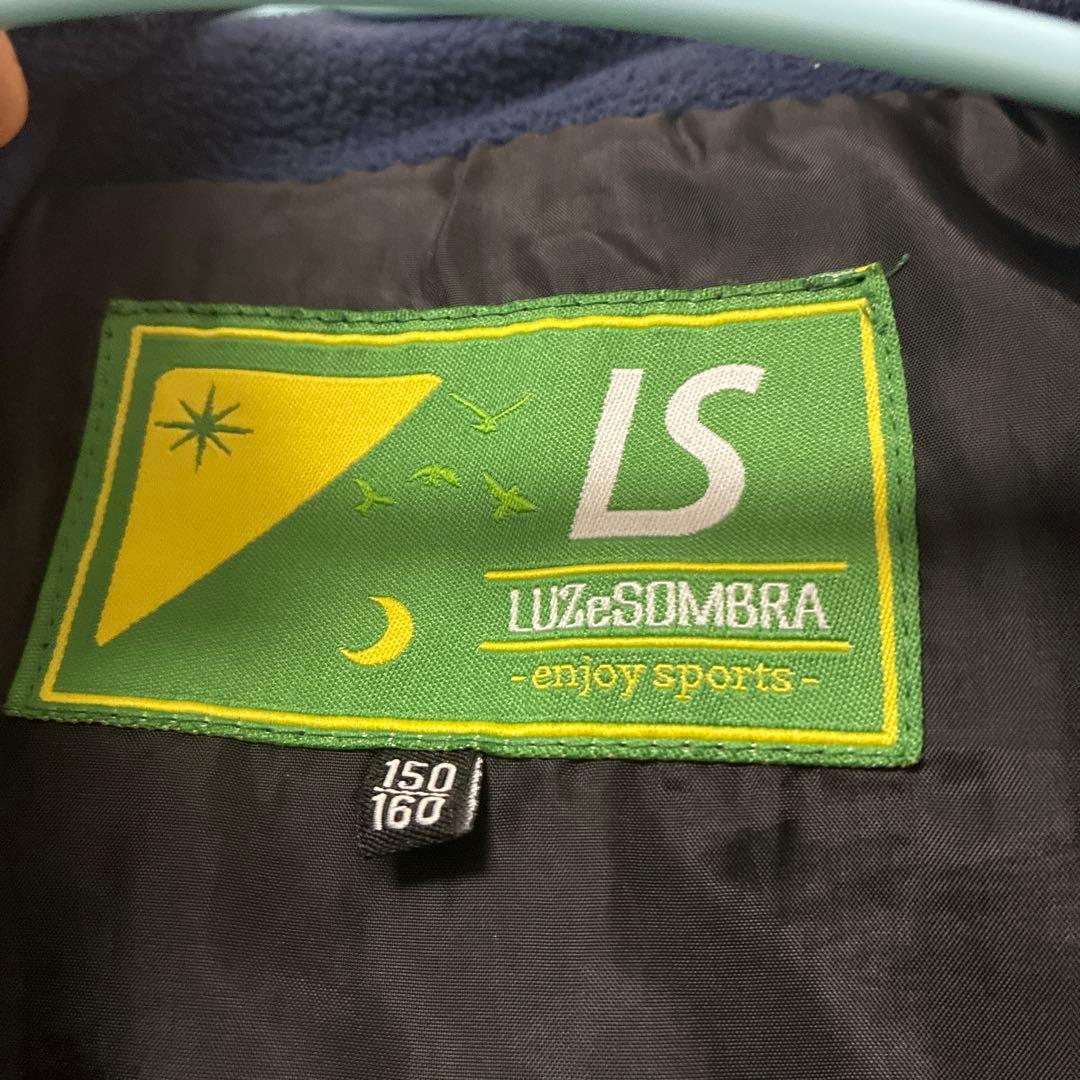 LS
LUZeSOMBRA
-enjoy sports-
150
160